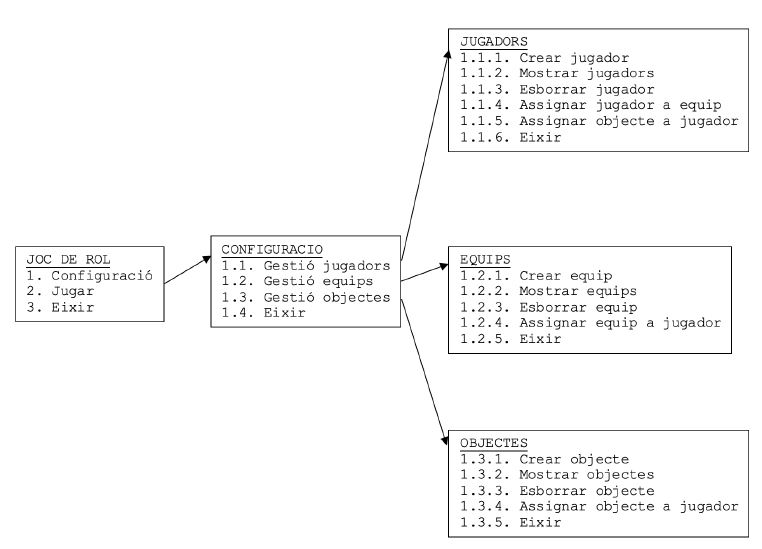 JOC DE ROL
1. Configuració
2. Jugar
3. Eixir
CONFIGURACIO
1.1. Gestió jugadors
1.2. Gestió equips
1.3. Gestió objectes
1.4. Eixir
JUGADORS
1.1.1. Crear jugador
1.1.2. Mostrar jugadors
1.1.3. Esborrar jugador
1.1.4. Assignar jugador a equip
1.1.5. Assignar objecte a jugador
1.1.6. Eixir
EQUIPS
1.2.1. Crear equip
1.2.2. Mostrar equips
1.2.3. Esborrar equip
1.2.4. Assignar equip a jugador
1.2.5. Eixir
OBJECTES
1.3.1. Crear objecte
1.3.2. Mostrar objectes
1.3.3. Esborrar objecte
1.3.4. Assignar objecte a jugador
1.3.5. Eixir